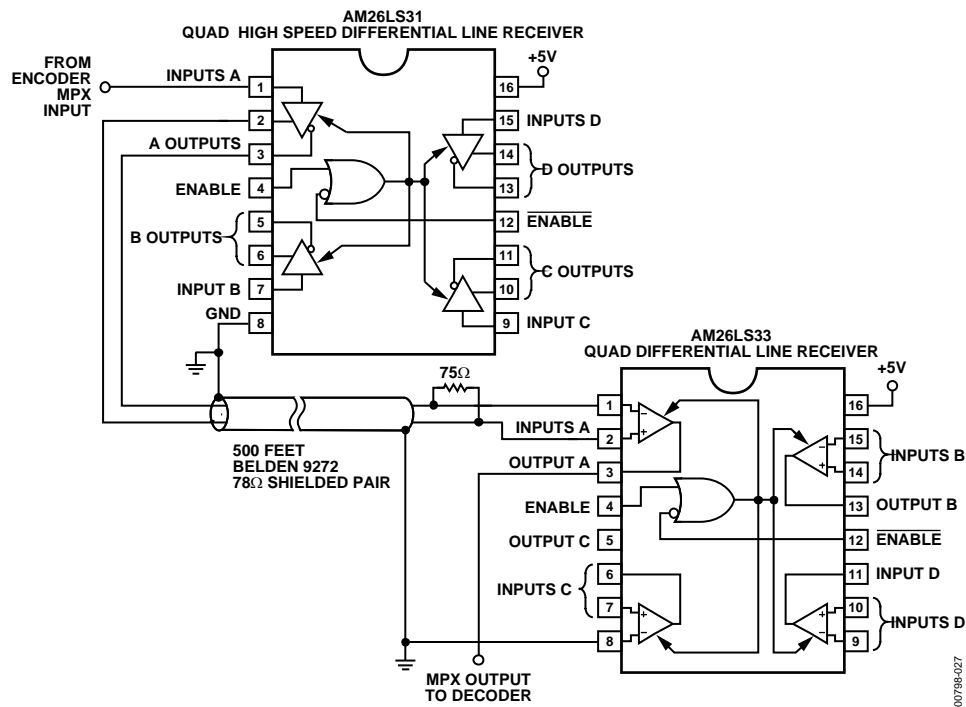 AM26LS31
QUAD HIGH SPEED DIFFERENTIAL LINE RECEIVER
FROM
ENCODER
MPX
INPUT
INPUTS A
1
2
A OUTPUTS
3
ENABLE
4
B OUTPUTS
5
6
INPUT B
7
GND
8
+5V
16
15
INPUTS D
14
13
D OUTPUTS
12
ENABLE
11
10
C OUTPUTS
9
INPUT C
75Ω
500 FEET
BELDEN 9272
78Ω SHIELDED PAIR
AM26LS33
QUAD DIFFERENTIAL LINE RECEIVER
+5V
1
INPUTS A
2
OUTPUT A
3
ENABLE
4
OUTPUT C
5
INPUTS C
6
7
8
–
+
+
–
16
15
14
INPUTS B
13
OUTPUT B
12
ENABLE
11
INPUT D
10
9
INPUTS D
–
+
+
–
MPX OUTPUT
TO DECODER
00798-027